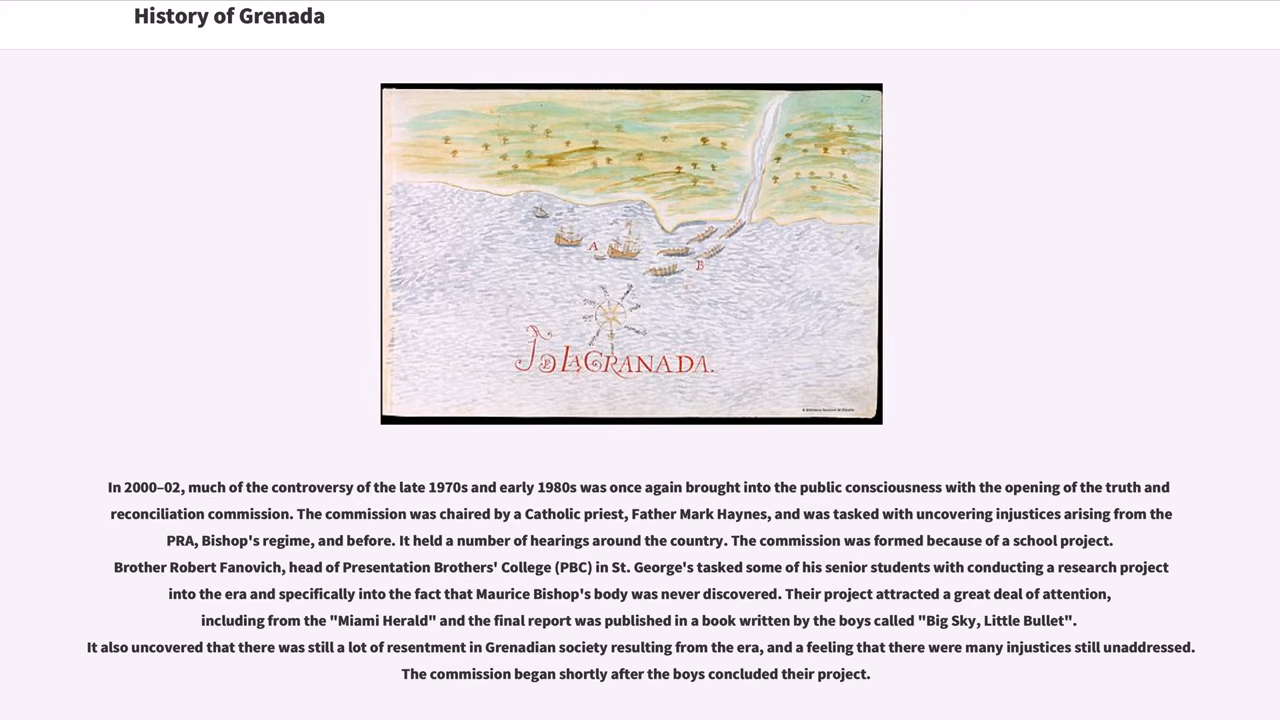 History of Grenada
A
B
I DE LA GRANADA.
In 2000–02, much of the controversy of the late 1970s and early 1980s was once again brought into the public consciousness with the opening of the truth and
reconciliation commission. The commission was chaired by a Catholic priest, Father Mark Haynes, and was tasked with uncovering injustices arising from the
PRA, Bishop's regime, and before. It held a number of hearings around the country. The commission was formed because of a school project.
Brother Robert Fanovich, head of Presentation Brothers' College (PBC) in St. George's tasked some of his senior students with conducting a research project
into the era and specifically into the fact that Maurice Bishop's body was never discovered. Their project attracted a great deal of attention,
including from the "Miami Herald" and the final report was published in a book written by the boys called "Big Sky, Little Bullet".
It also uncovered that there was still a lot of resentment in Grenadian society resulting from the era, and a feeling that there were many injustices still unaddressed.
The commission began shortly after the boys concluded their project.